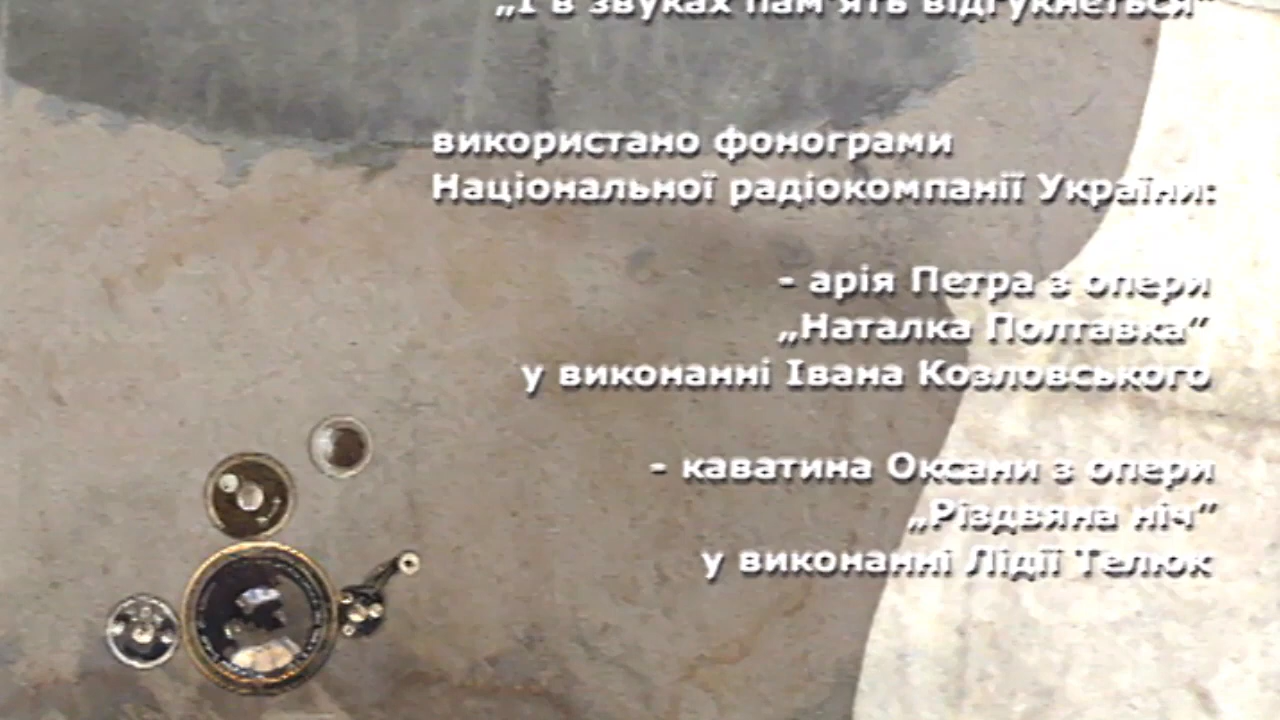 „І в звуках пам'ять відгукнеться"
використано фонограми
Національної радіокомпанії України:
- арія Петра з опери
„Наталка Полтавка"
у виконанні Івана Козловського
- каватина Оксани з опери
„Різдвяна ніч"
у виконанні Лідії Телюк